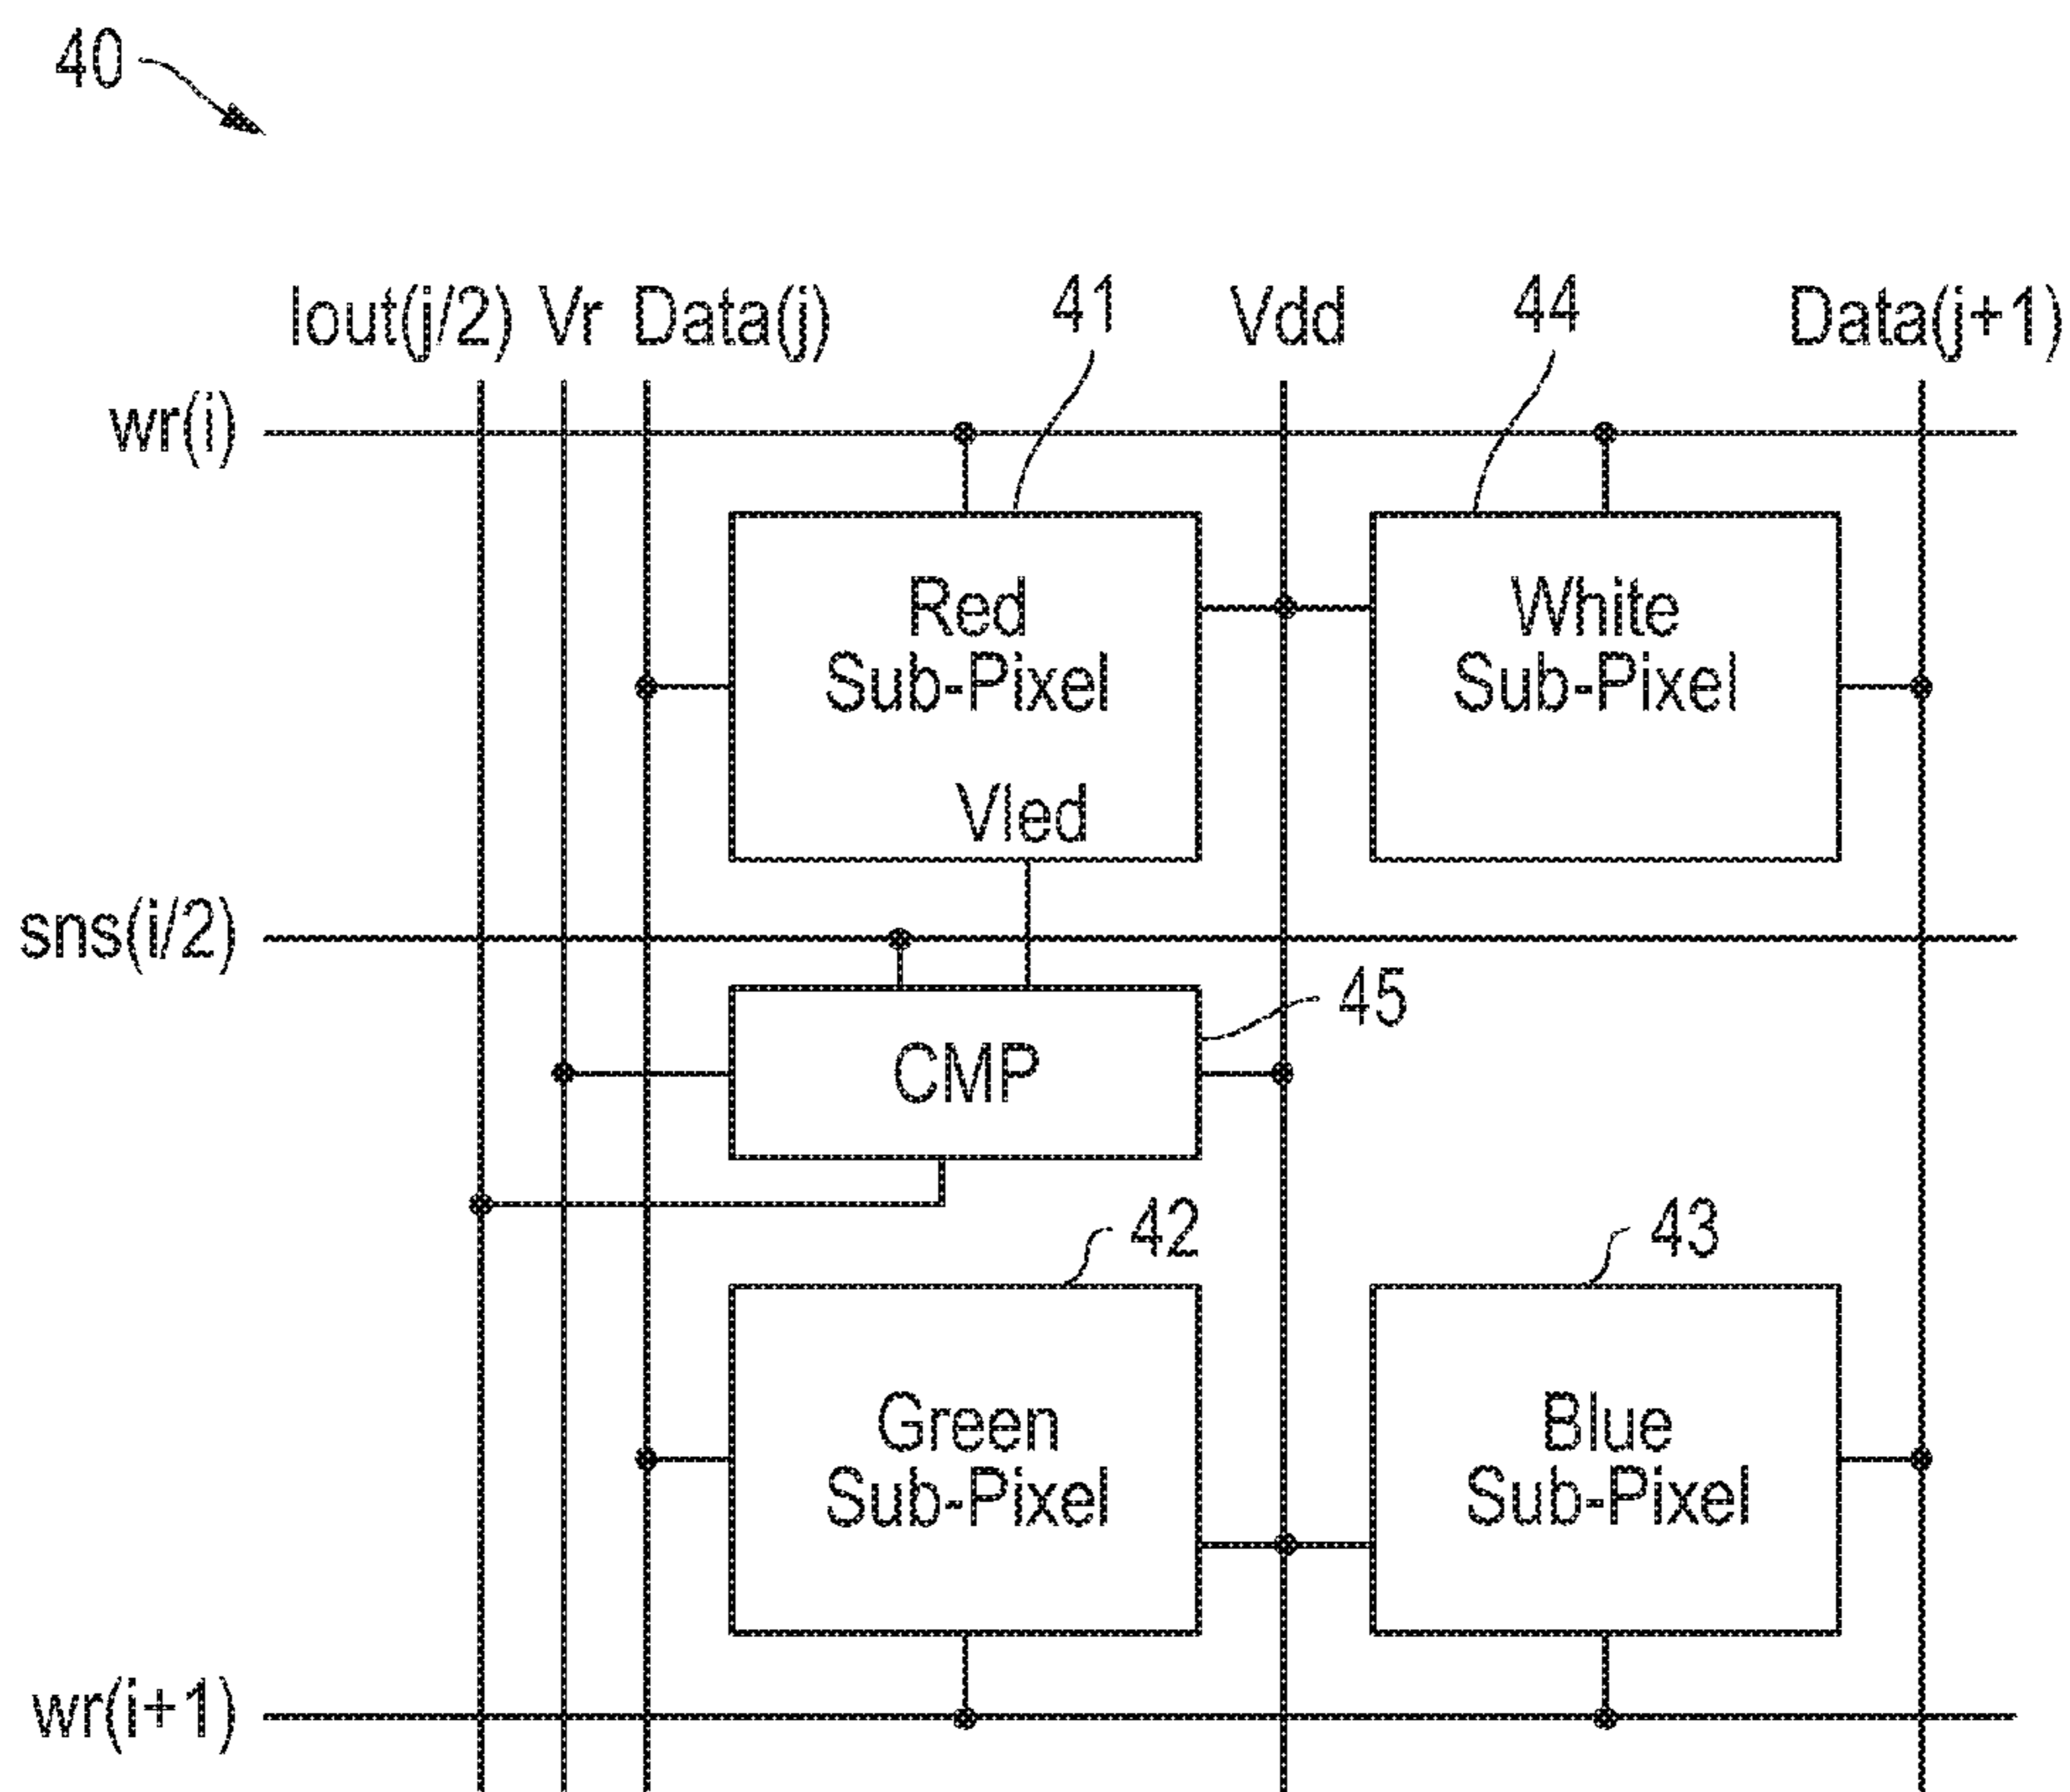 40
Iout(j/2) Vr Data(j) 41 Vdd 44 Data(j+1)
wr(i)
Red
Sub-Pixel
White
Sub-Pixel
Vled
sns(i/2)
45
CMP
42
43
Green
Sub-Pixel
Blue
Sub-Pixel
wr(i+1)